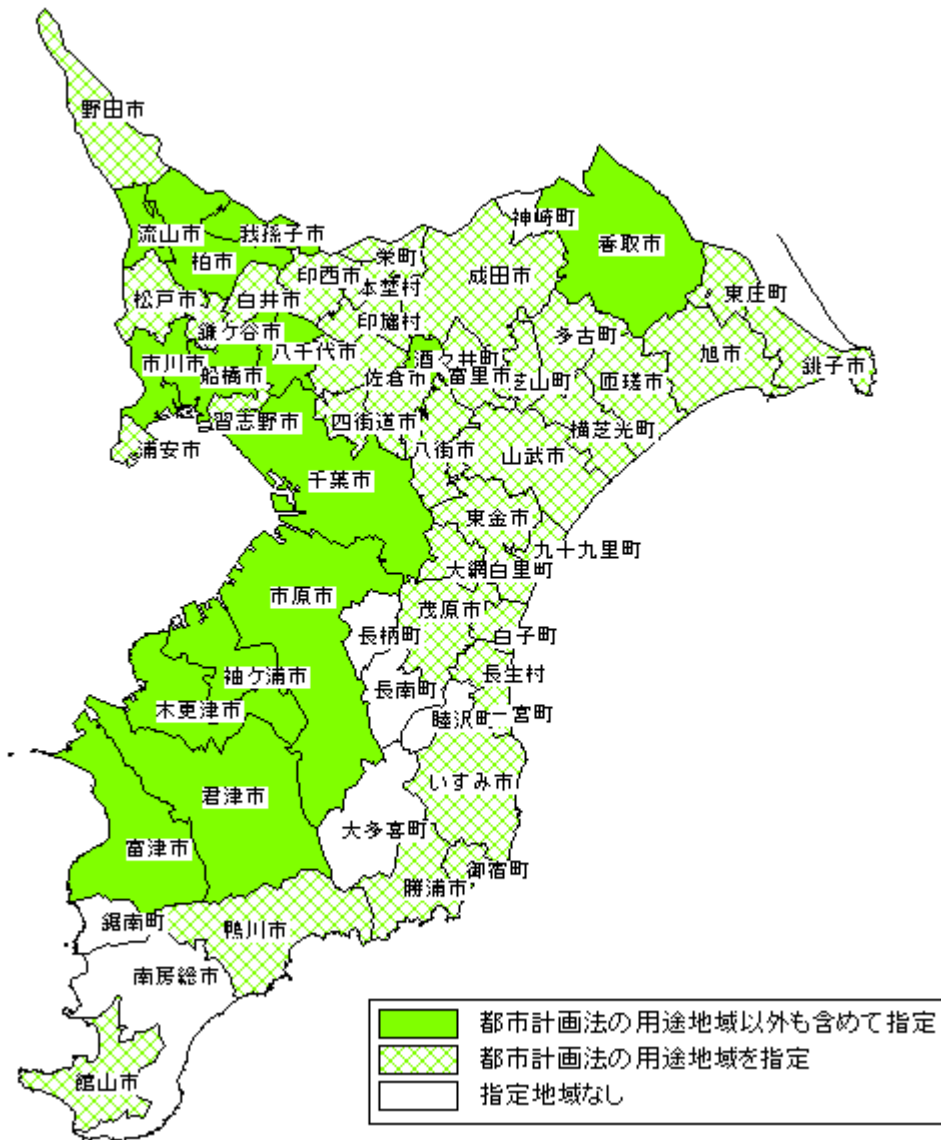 野田市
神崎町
流山市
我孫子市
香取市
柏市
栄町
印西市
成田市
本埜村
松戸市
白井市
東庄町
印旛村
鎌ケ谷市
多古町
八千代市
旭市
市川市
酒々井町
銚子市
船橋市
佐倉市
富里市
芝山町
匝瑳市
習志野市
四街道市
横芝光町
浦安市
八街市
山武市
千葉市
東金市
九十九里町
大網白里町
市原市
茂原市
長柄町
白子町
袖ケ浦市
長生村
長南町
木更津市
睦沢町
一宮町
いすみ市
君津市
大多喜町
富津市
御宿町
勝浦市
鋸南町
鴨川市
南房総市
館山市
都市計画法の用途地域以外も含めて指定
都市計画法の用途地域を指定
指定地域なし